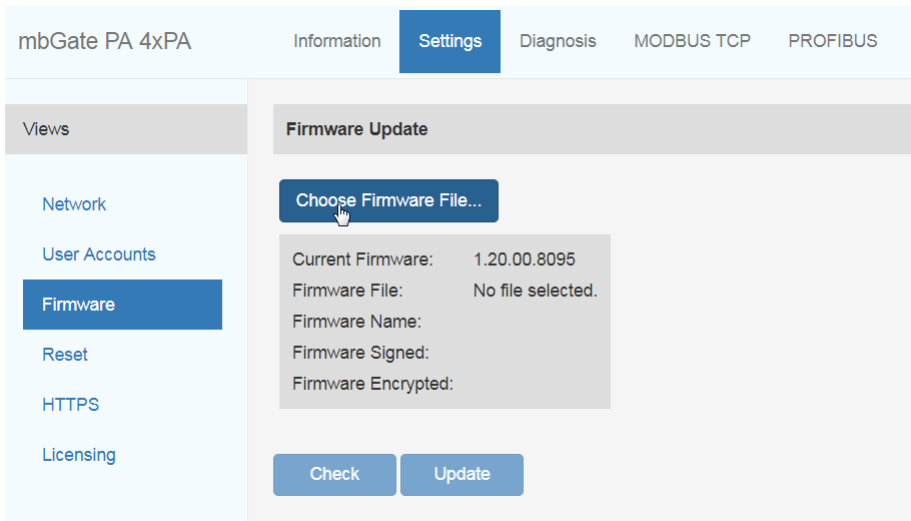 mbGate PA 4xPA Information Settings Diagnosis MODBUS TCP PROFIBUS
Views
Network
User Accounts
Firmware
Reset
HTTPS
Licensing
Firmware Update
Choose Firmware File...
Current Firmware: 1.20.00.8095
Firmware File: No file selected.
Firmware Name:
Firmware Signed:
Firmware Encrypted:
Check Update